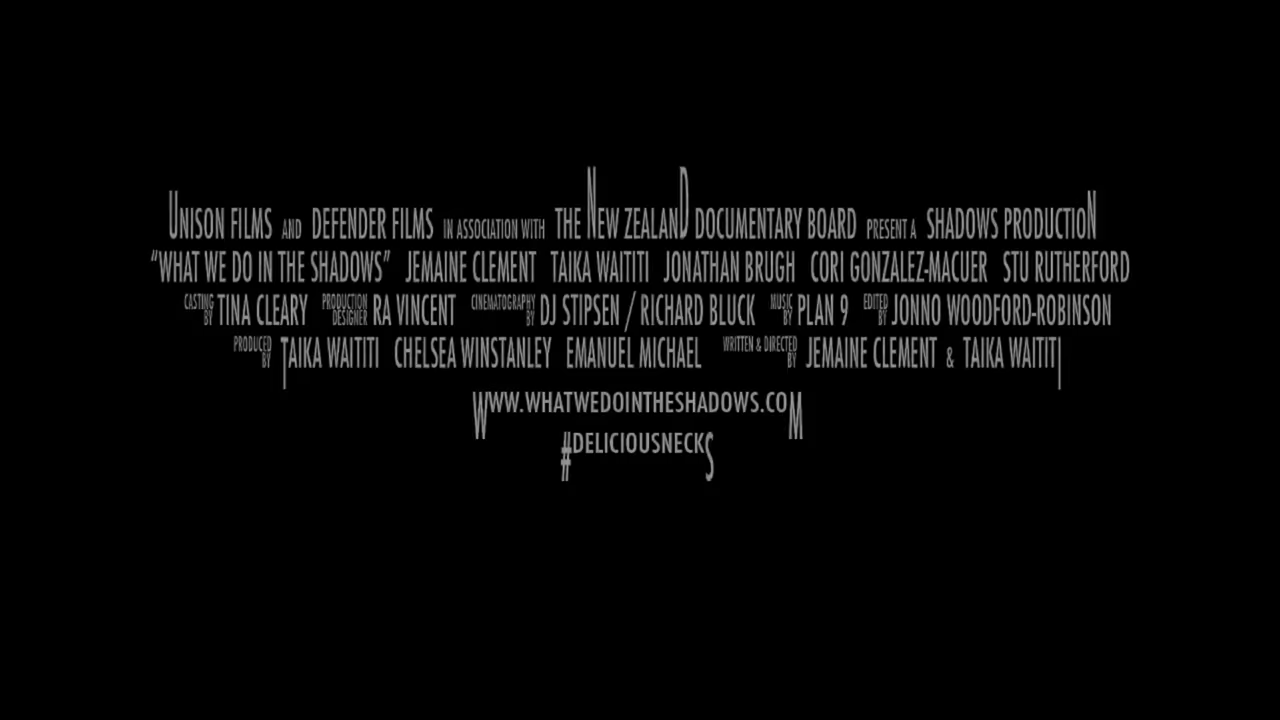 UNISON FILMS AND DEFENDER FILMS IN ASSOCIATION WITH THE NEW ZEALAND DOCUMENTARY BOARD PRESENT A SHADOWS PRODUCTION
“WHAT WE DO IN THE SHADOWS” JEMAINE CLEMENT TAIKA WAITITI JONATHAN BRUGH CORI GONZALEZ-MACUER STU RUTHERFORD
CASTING BY TINA CLEARY PRODUCTION DESIGNER RA VINCENT CINEMATOGRAPHY BY DJ STIPSEN / RICHARD BLUCK MUSIC BY PLAN 9 EDITED BY JONNO WOODFORD-ROBINSON
PRODUCED BY TAIKA WAITITI CHELSEA WINSTANLEY EMANUEL MICHAEL WRITTEN & DIRECTED BY JEMAINE CLEMENT & TAIKA WAITITI
WWW.WHATWEDOINTHESHADOWS.COM
#DELICIOUSNECKS